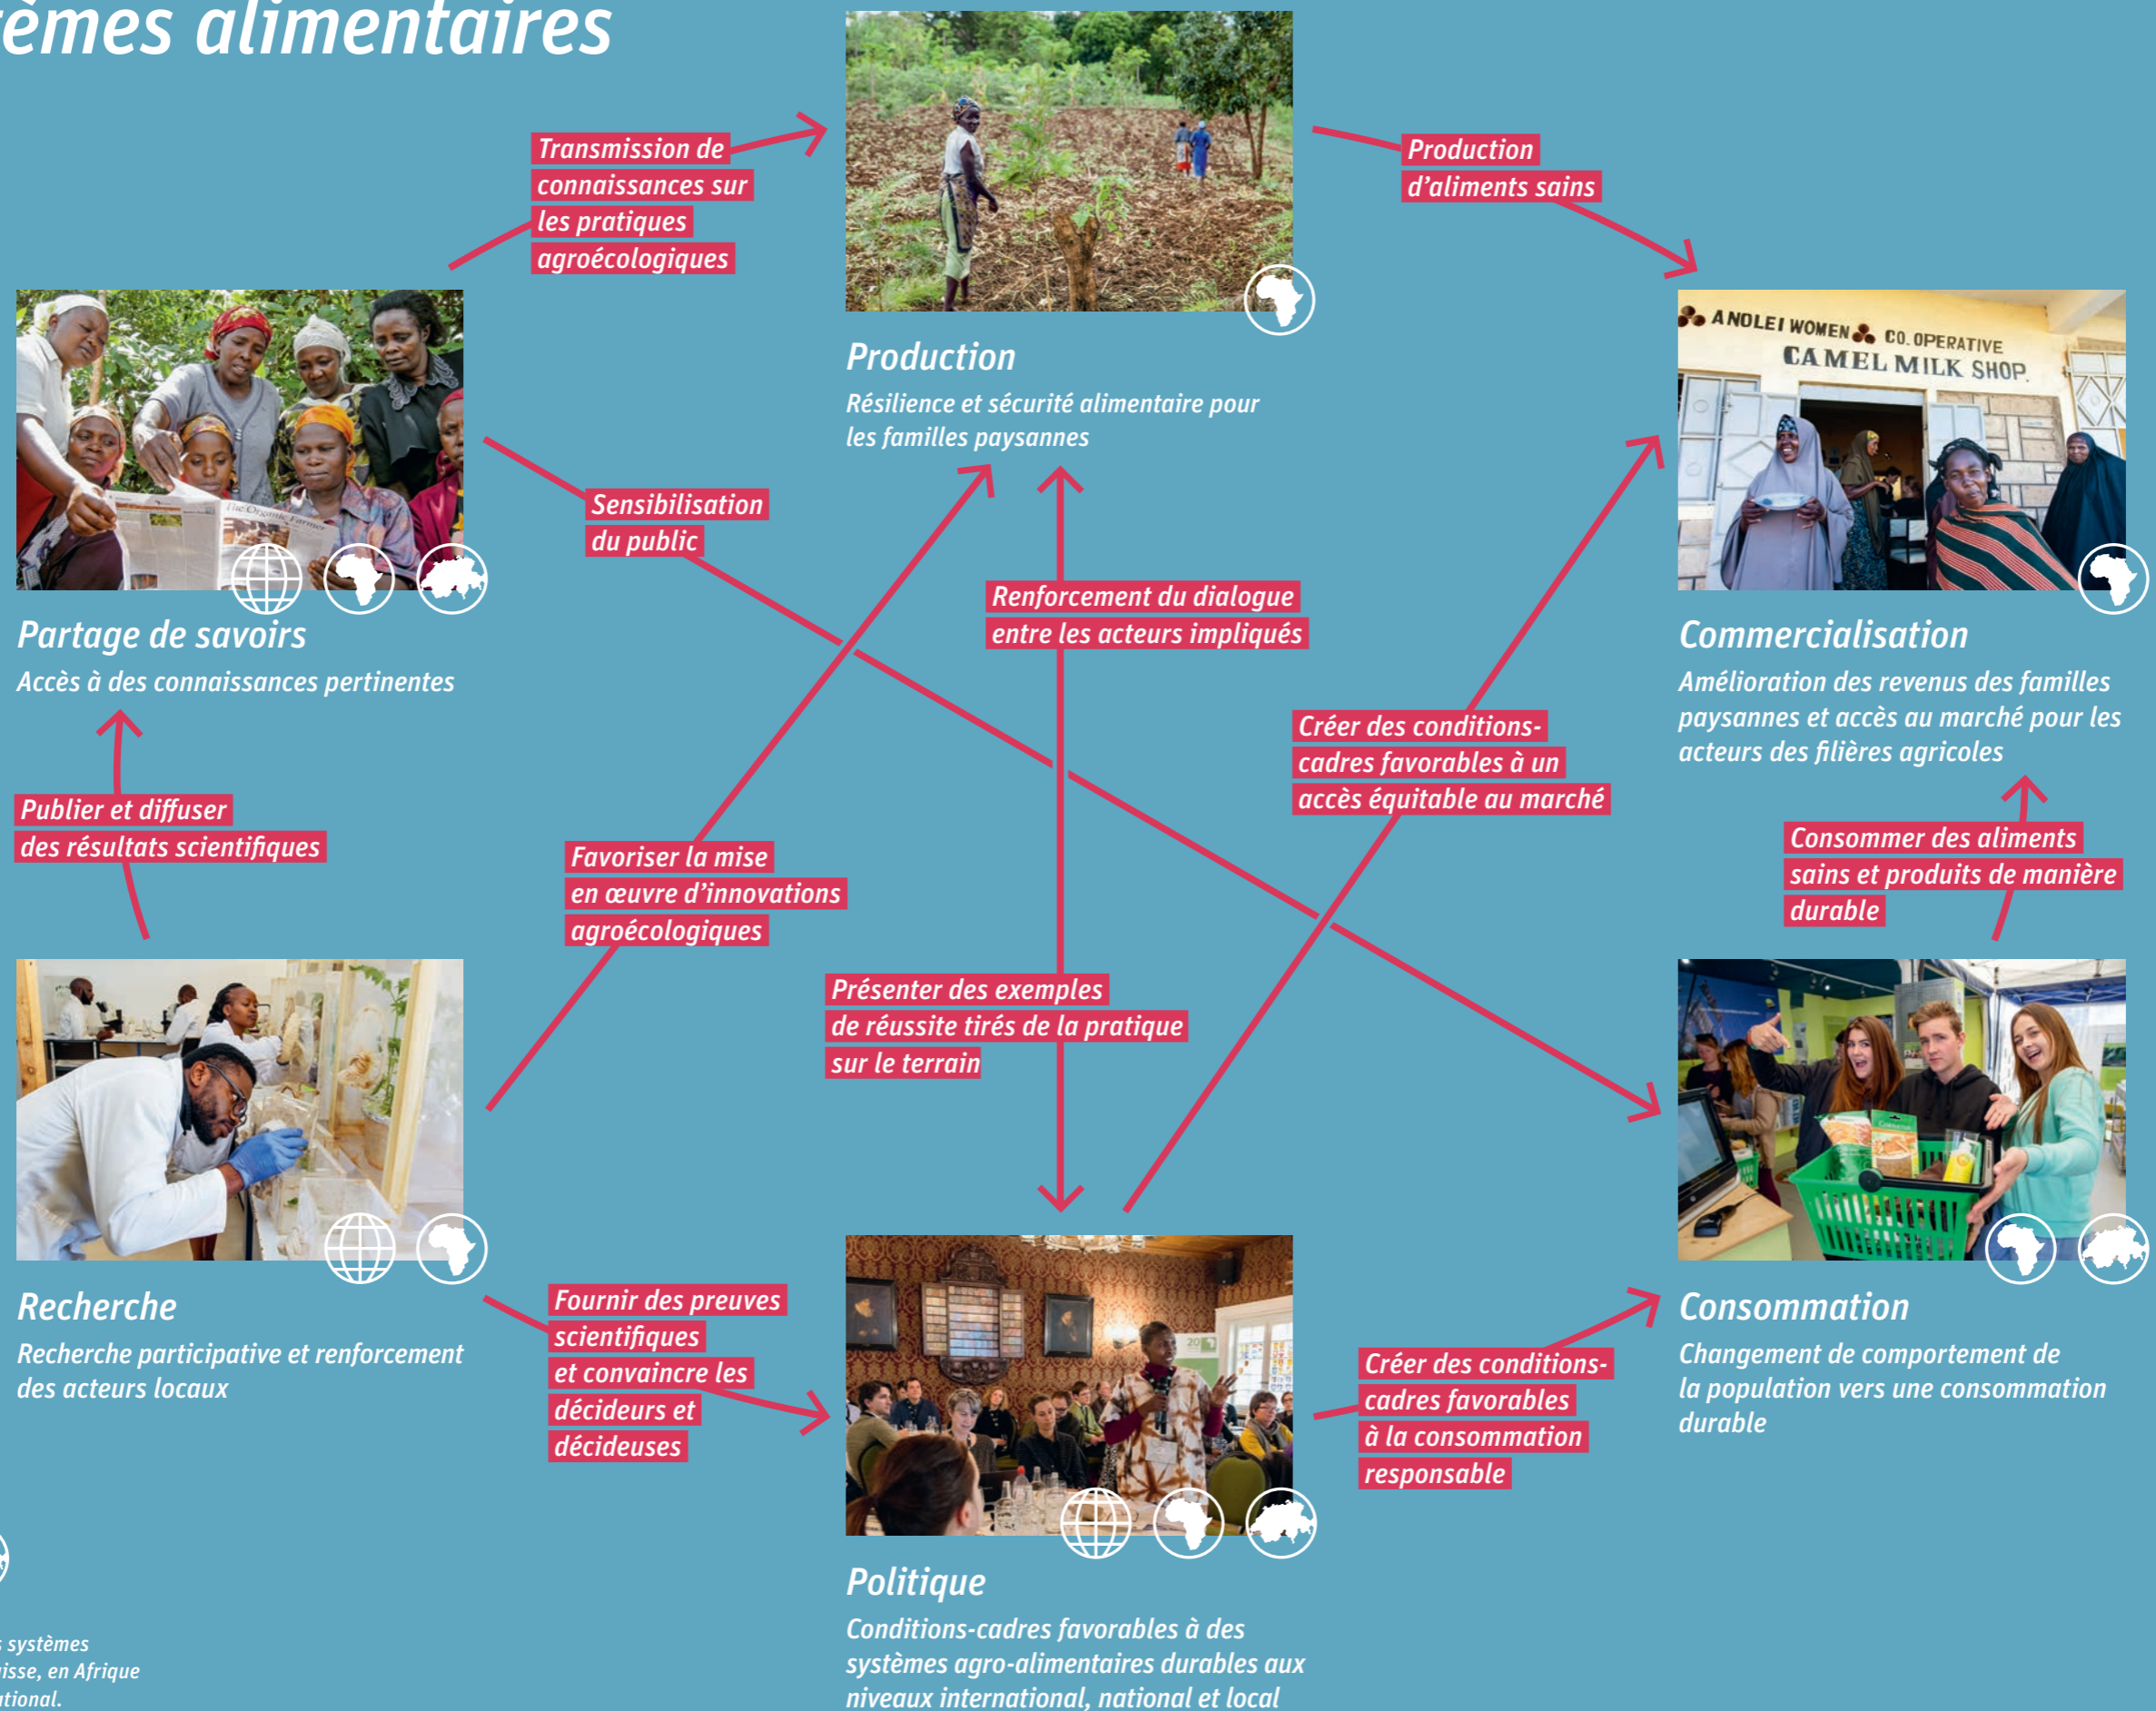 alimentaires
Transmission de
connaissances sur
les pratiques
agroécologiques
Production
d’aliments sains
ANOLEI WOMEN CO.OPERATIVE
CAMEL MILK SHOP.
The Organic Farmer
Production
Résilience et sécurité alimentaire pour
les familles paysannes
Sensibilisation
du public
Renforcement du dialogue
entre les acteurs impliqués
Partage de savoirs
Accès à des connaissances pertinentes
Commercialisation
Amélioration des revenus des familles
paysannes et accès au marché pour les
acteurs des filières agricoles
Créer des conditions-
cadres favorables à un
accès équitable au marché
Publier et diffuser
des résultats scientifiques
Favoriser la mise
en œuvre d’innovations
agroécologiques
Consommer des aliments
sains et produits de manière
durable
Présenter des exemples
de réussite tirés de la pratique
sur le terrain
Recherche
Recherche participative et renforcement
des acteurs locaux
Fournir des preuves
scientifiques
et convaincre les
décideurs et
décideuses
Créer des conditions-
cadres favorables
à la consommation
responsable
Consommation
Changement de comportement de
la population vers une consommation
durable
20
Politique
Conditions-cadres favorables à des
systèmes agro-alimentaires durables aux
niveaux international, national et local
systèmes
en Afrique